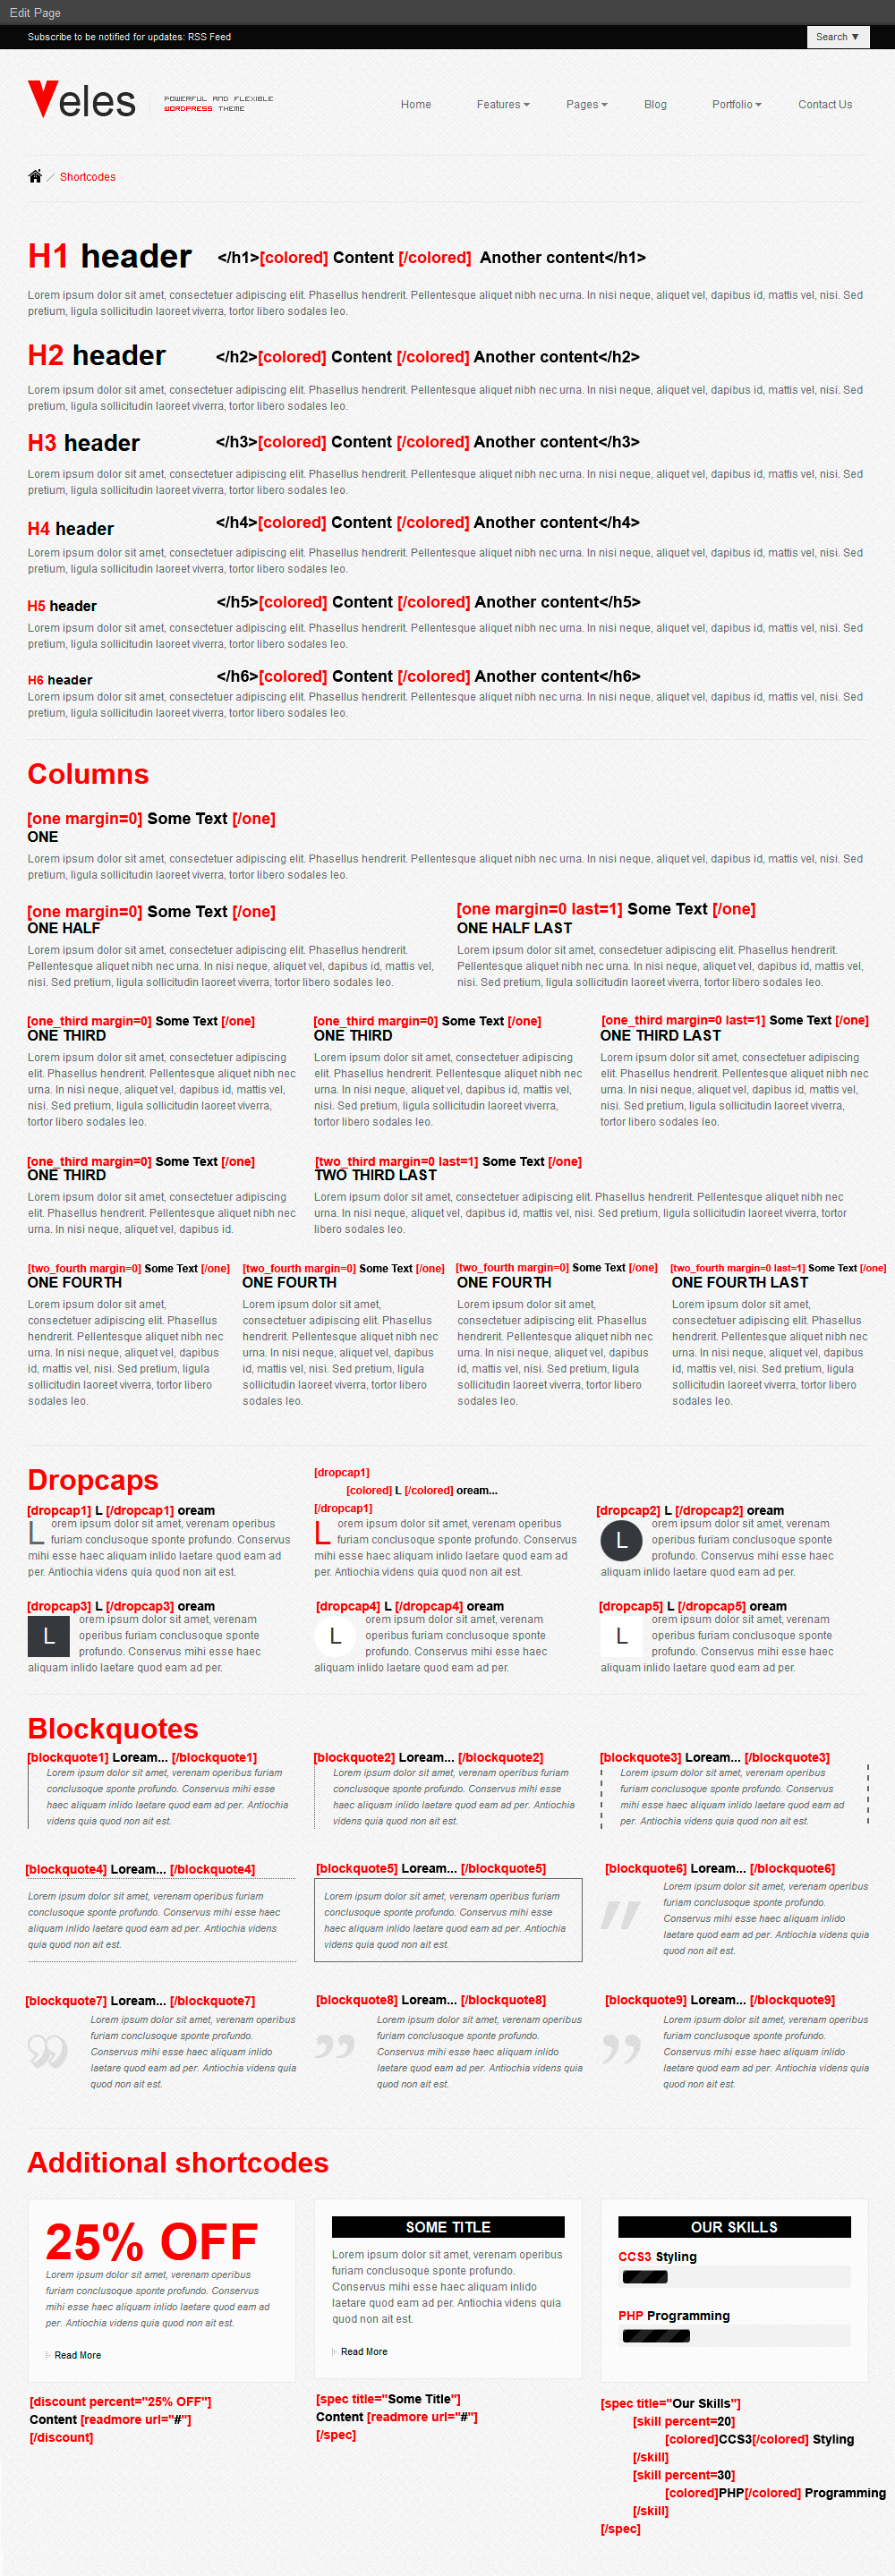 Edit Page
Subscribe to be notified for updates: RSS Feed
Search ▼
Veles
POWERFUL AND FLEXIBLE
WORDPRESS THEME
Home Features Pages Blog Portfolio Contact Us
/ Shortcodes
H1 header </h1>[colored] Content [/colored] Another content</h1>
Lorem ipsum dolor sit amet, consectetuer adipiscing elit. Phasellus hendrerit. Pellentesque aliquet nibh nec urna. In nisi neque, aliquet vel, dapibus id, mattis vel, nisi. Sed
pretium, ligula sollicitudin laoreet viverra, tortor libero sodales leo.
H2 header </h2>[colored] Content [/colored] Another content</h2>
Lorem ipsum dolor sit amet, consectetuer adipiscing elit. Phasellus hendrerit. Pellentesque aliquet nibh nec urna. In nisi neque, aliquet vel, dapibus id, mattis vel, nisi. Sed
pretium, ligula sollicitudin laoreet viverra, tortor libero sodales leo.
H3 header </h3>[colored] Content [/colored] Another content</h3>
Lorem ipsum dolor sit amet, consectetuer adipiscing elit. Phasellus hendrerit. Pellentesque aliquet nibh nec urna. In nisi neque, aliquet vel, dapibus id, mattis vel, nisi. Sed
pretium, ligula sollicitudin laoreet viverra, tortor libero sodales leo.
H4 header </h4>[colored] Content [/colored] Another content</h4>
Lorem ipsum dolor sit amet, consectetuer adipiscing elit. Phasellus hendrerit. Pellentesque aliquet nibh nec urna. In nisi neque, aliquet vel, dapibus id, mattis vel, nisi. Sed
pretium, ligula sollicitudin laoreet viverra, tortor libero sodales leo.
H5 header </h5>[colored] Content [/colored] Another content</h5>
Lorem ipsum dolor sit amet, consectetuer adipiscing elit. Phasellus hendrerit. Pellentesque aliquet nibh nec urna. In nisi neque, aliquet vel, dapibus id, mattis vel, nisi. Sed
pretium, ligula sollicitudin laoreet viverra, tortor libero sodales leo.
H6 header </h6>[colored] Content [/colored] Another content</h6>
Lorem ipsum dolor sit amet, consectetuer adipiscing elit. Phasellus hendrerit. Pellentesque aliquet nibh nec urna. In nisi neque, aliquet vel, dapibus id, mattis vel, nisi. Sed
pretium, ligula sollicitudin laoreet viverra, tortor libero sodales leo.
Columns
[one margin=0] Some Text [/one]
ONE
Lorem ipsum dolor sit amet, consectetuer adipiscing elit. Phasellus hendrerit. Pellentesque aliquet nibh nec urna. In nisi neque, aliquet vel, dapibus id, mattis vel, nisi. Sed
pretium, ligula sollicitudin laoreet viverra, tortor libero sodales leo.
[one margin=0] Some Text [/one]
ONE HALF
Lorem ipsum dolor sit amet, consectetuer adipiscing elit. Phasellus hendrerit.
Pellentesque aliquet nibh nec urna. In nisi neque, aliquet vel, dapibus id, mattis vel,
nisi. Sed pretium, ligula sollicitudin laoreet viverra, tortor libero sodales leo.
[one margin=0 last=1] Some Text [/one]
ONE HALF LAST
Lorem ipsum dolor sit amet, consectetuer adipiscing elit. Phasellus hendrerit.
Pellentesque aliquet nibh nec urna. In nisi neque, aliquet vel, dapibus id, mattis vel,
nisi. Sed pretium, ligula sollicitudin laoreet viverra, tortor libero sodales leo.
[one_third margin=0] Some Text [/one]
ONE THIRD
Lorem ipsum dolor sit amet, consectetuer adipiscing
elit. Phasellus hendrerit. Pellentesque aliquet nibh nec
urna. In nisi neque, aliquet vel, dapibus id, mattis vel,
nisi. Sed pretium, ligula sollicitudin laoreet viverra,
tortor libero sodales leo.
[one_third margin=0] Some Text [/one]
ONE THIRD
Lorem ipsum dolor sit amet, consectetuer adipiscing
elit. Phasellus hendrerit. Pellentesque aliquet nibh nec
urna. In nisi neque, aliquet vel, dapibus id, mattis vel,
nisi. Sed pretium, ligula sollicitudin laoreet viverra,
tortor libero sodales leo.
[one_third margin=0 last=1] Some Text [/one]
ONE THIRD LAST
Lorem ipsum dolor sit amet, consectetuer adipiscing
elit. Phasellus hendrerit. Pellentesque aliquet nibh nec
urna. In nisi neque, aliquet vel, dapibus id, mattis vel,
nisi. Sed pretium, ligula sollicitudin laoreet viverra,
tortor libero sodales leo.
[one_third margin=0] Some Text [/one]
ONE THIRD
Lorem ipsum dolor sit amet, consectetuer adipiscing
elit. Phasellus hendrerit. Pellentesque aliquet nibh nec
urna. In nisi neque, aliquet vel, dapibus id.
[two_third margin=0 last=1] Some Text [/one]
TWO THIRD LAST
Lorem ipsum dolor sit amet, consectetuer adipiscing elit. Phasellus hendrerit. Pellentesque aliquet nibh nec
urna. In nisi neque, aliquet vel, dapibus id, mattis vel, nisi. Sed pretium, ligula sollicitudin laoreet viverra, tortor
libero sodales leo.
[two_fourth margin=0] Some Text [/one]
ONE FOURTH
Lorem ipsum dolor sit amet,
consectetuer adipiscing elit. Phasellus
hendrerit. Pellentesque aliquet nibh nec
urna. In nisi neque, aliquet vel, dapibus
id, mattis vel, nisi. Sed pretium, ligula
sollicitudin laoreet viverra, tortor libero
sodales leo.
[two_fourth margin=0] Some Text [/one]
ONE FOURTH
Lorem ipsum dolor sit amet,
consectetuer adipiscing elit. Phasellus
hendrerit. Pellentesque aliquet nibh nec
urna. In nisi neque, aliquet vel, dapibus
id, mattis vel, nisi. Sed pretium, ligula
sollicitudin laoreet viverra, tortor libero
sodales leo.
[two_fourth margin=0] Some Text [/one]
ONE FOURTH
Lorem ipsum dolor sit amet,
consectetuer adipiscing elit. Phasellus
hendrerit. Pellentesque aliquet nibh nec
urna. In nisi neque, aliquet vel, dapibus
id, mattis vel, nisi. Sed pretium, ligula
sollicitudin laoreet viverra, tortor libero
sodales leo.
[two_fourth margin=0 last=1] Some Text [/one]
ONE FOURTH LAST
Lorem ipsum dolor sit amet,
consectetuer adipiscing elit. Phasellus
hendrerit. Pellentesque aliquet nibh nec
urna. In nisi neque, aliquet vel, dapibus
id, mattis vel, nisi. Sed pretium, ligula
sollicitudin laoreet viverra, tortor libero
sodales leo.
Dropcaps
[dropcap1] L [/dropcap1] oream
Lorem ipsum dolor sit amet, verenam operibus
furiam conclusoque sponte profundo. Conservus
mihi esse haec aliquam inlido laetare quod eam ad
per. Antiochia videns quia quod non ait est.
[dropcap1]
[colored] L [/colored] oream...
[/dropcap1]
Lorem ipsum dolor sit amet, verenam operibus
furiam conclusoque sponte profundo. Conservus
mihi esse haec aliquam inlido laetare quod eam ad
per. Antiochia videns quia quod non ait est.
[dropcap2] L [/dropcap2] oream
Lorem ipsum dolor sit amet, verenam
operibus furiam conclusoque sponte
profundo. Conservus mihi esse haec
aliquam inlido laetare quod eam ad per.
[dropcap3] L [/dropcap3] oream
Lorem ipsum dolor sit amet, verenam
operibus furiam conclusoque sponte
profundo. Conservus mihi esse haec
aliquam inlido laetare quod eam ad per.
[dropcap4] L [/dropcap4] oream
Lorem ipsum dolor sit amet, verenam
operibus furiam conclusoque sponte
profundo. Conservus mihi esse haec
aliquam inlido laetare quod eam ad per.
[dropcap5] L [/dropcap5] oream
Lorem ipsum dolor sit amet, verenam
operibus furiam conclusoque sponte
profundo. Conservus mihi esse haec
aliquam inlido laetare quod eam ad per.
Blockquotes
[blockquote1] Loream... [/blockquote1]
Lorem ipsum dolor sit amet, verenam operibus furiam
conclusoque sponte profundo. Conservus mihi esse
haec aliquam inlido laetare quod eam ad per. Antiochia
videns quia quod non ait est.
[blockquote2] Loream... [/blockquote2]
Lorem ipsum dolor sit amet, verenam operibus furiam
conclusoque sponte profundo. Conservus mihi esse
haec aliquam inlido laetare quod eam ad per. Antiochia
videns quia quod non ait est.
[blockquote3] Loream... [/blockquote3]
Lorem ipsum dolor sit amet, verenam operibus
furiam conclusoque sponte profundo. Conservus
mihi esse haec aliquam inlido laetare quod eam ad
per. Antiochia videns quia quod non ait est.
[blockquote4] Loream... [/blockquote4]
Lorem ipsum dolor sit amet, verenam operibus furiam
conclusoque sponte profundo. Conservus mihi esse haec
aliquam inlido laetare quod eam ad per. Antiochia videns
quia quod non ait est.
[blockquote5] Loream... [/blockquote5]
Lorem ipsum dolor sit amet, verenam operibus furiam
conclusoque sponte profundo. Conservus mihi esse
haec aliquam inlido laetare quod eam ad per. Antiochia
videns quia quod non ait est.
[blockquote6] Loream... [/blockquote6]
Lorem ipsum dolor sit amet, verenam operibus
furiam conclusoque sponte profundo.
Conservus mihi esse haec aliquam inlido
laetare quod eam ad per. Antiochia videns quia
quod non ait est.
[blockquote7] Loream... [/blockquote7]
Lorem ipsum dolor sit amet, verenam operibus
furiam conclusoque sponte profundo.
Conservus mihi esse haec aliquam inlido
laetare quod eam ad per. Antiochia videns quia
quod non ait est.
[blockquote8] Loream... [/blockquote8]
Lorem ipsum dolor sit amet, verenam operibus
furiam conclusoque sponte profundo.
Conservus mihi esse haec aliquam inlido
laetare quod eam ad per. Antiochia videns quia
quod non ait est.
[blockquote9] Loream... [/blockquote9]
Lorem ipsum dolor sit amet, verenam operibus
furiam conclusoque sponte profundo.
Conservus mihi esse haec aliquam inlido
laetare quod eam ad per. Antiochia videns quia
quod non ait est.
Additional shortcodes
25% OFF
Lorem ipsum dolor sit amet, verenam operibus
furiam conclusoque sponte profundo. Conservus
mihi esse haec aliquam inlido laetare quod eam ad
per. Antiochia videns quia quod non ait est.
Read More
[discount percent="25% OFF"]
Content [readmore url="#"]
[/discount]
SOME TITLE
Lorem ipsum dolor sit amet, verenam operibus
furiam conclusoque sponte profundo.
Conservus mihi esse haec aliquam inlido
laetare quod eam ad per. Antiochia videns quia
quod non ait est.
Read More
[spec title="Some Title"]
Content [readmore url="#"]
[/spec]
OUR SKILLS
CCS3 Styling
PHP Programming
[spec title="Our Skills"]
[skill percent=20]
[colored]CCS3[/colored] Styling
[/skill]
[skill percent=30]
[colored]PHP[/colored] Programming
[/skill]
[/spec]